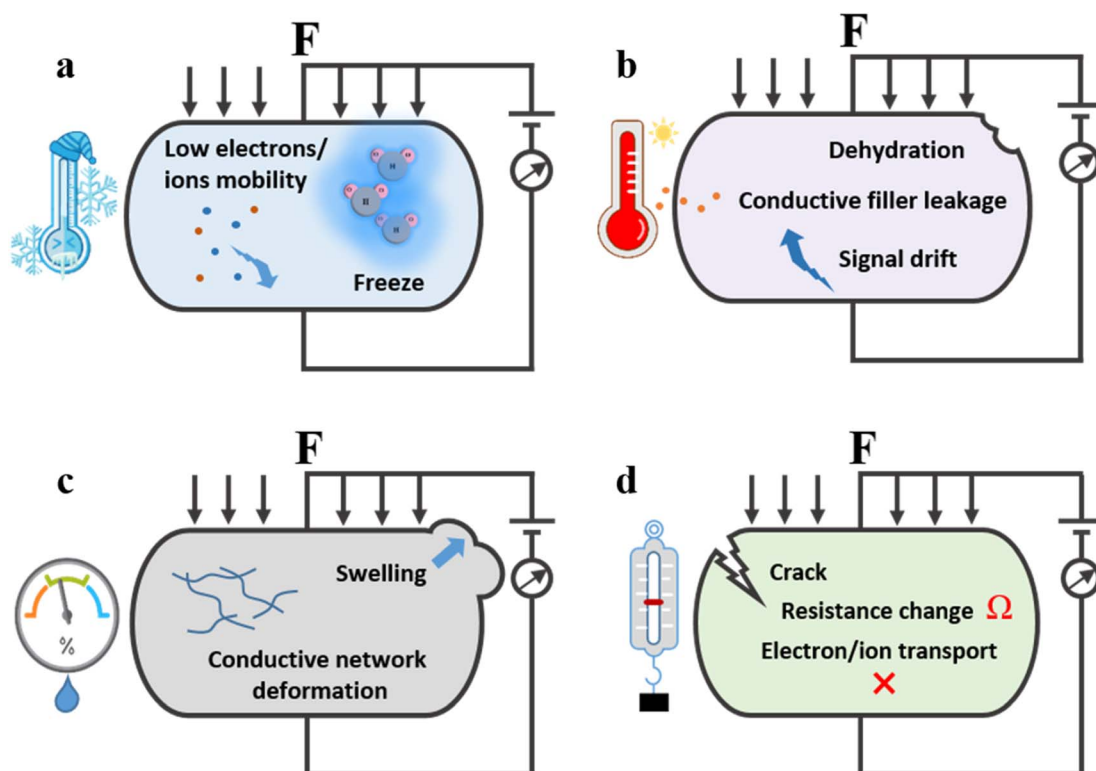 a
F
Low electrons/
ions mobility
O
O
H
O
O
H
O
O
H
Freeze
b
F
Dehydration
Conductive filler leakage
Signal drift
c
F
Swelling
%
Conductive network
deformation
d
F
Crack
Resistance change Ω
Electron/ion transport